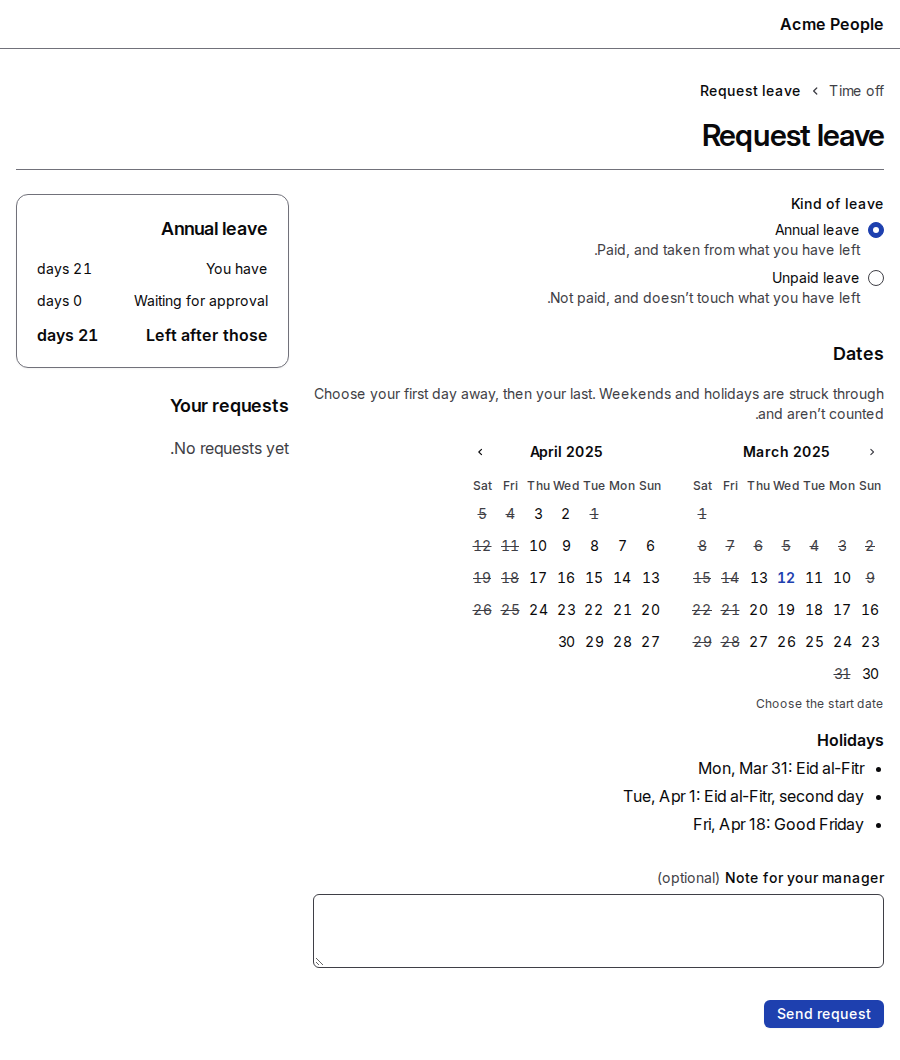 Acme People
Time off ‹ Request leave
Request leave
Kind of leave
Annual leave
.Paid, and taken from what you have left
Unpaid leave
.Not paid, and doesn’t touch what you have left
Dates
Choose your first day away, then your last. Weekends and holidays are struck through
.and aren’t counted
March 2025
Sun Mon Tue Wed Thu Fri Sat
1
2 3 4 5 6 7 8
9 10 11 12 13 14 15
16 17 18 19 20 21 22
23 24 25 26 27 28 29
30 31
April 2025
Sun Mon Tue Wed Thu Fri Sat
1 2 3 4 5
6 7 8 9 10 11 12
13 14 15 16 17 18 19
20 21 22 23 24 25 26
27 28 29 30
Choose the start date
Holidays
• Mon, Mar 31: Eid al-Fitr
• Tue, Apr 1: Eid al-Fitr, second day
• Fri, Apr 18: Good Friday
Note for your manager (optional)
Send request
Annual leave
You have days 21
Waiting for approval days 0
Left after those days 21
Your requests
.No requests yet